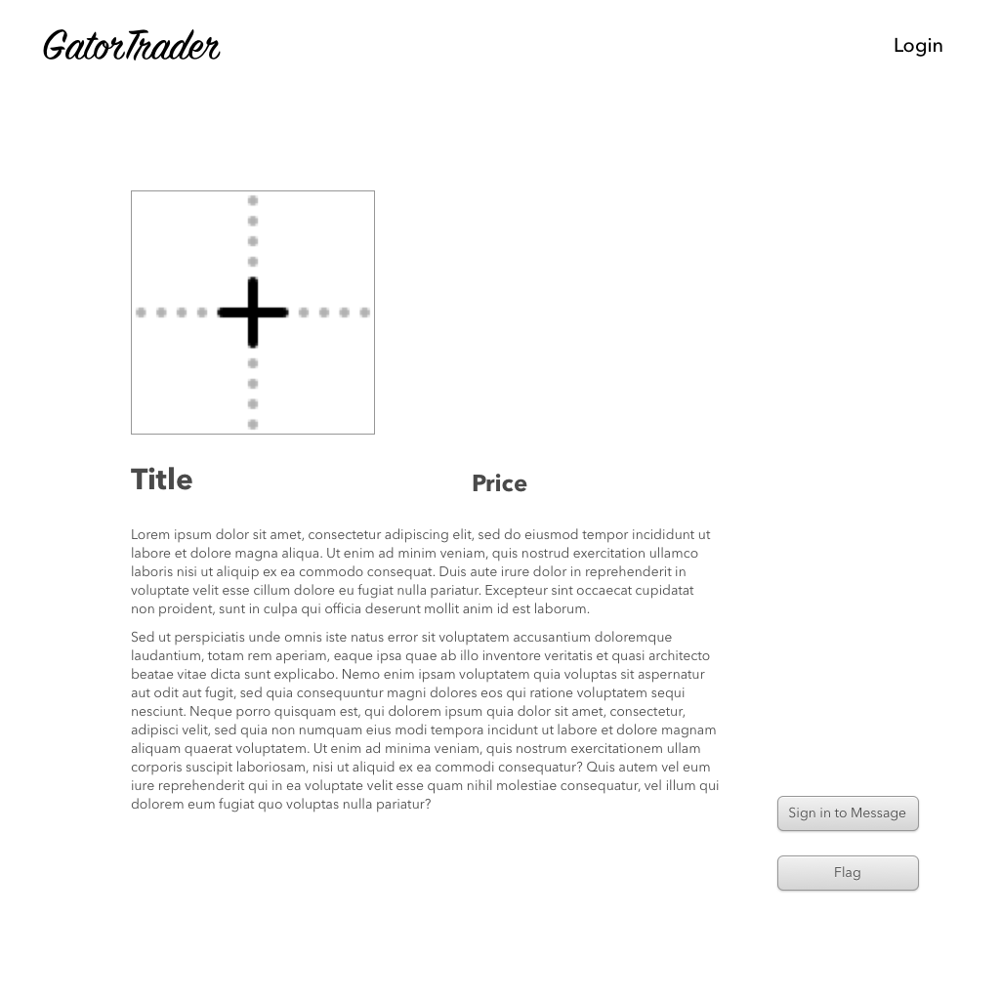 GatorTrader
Login
Title
Price
Lorem ipsum dolor sit amet, consectetur adipiscing elit, sed do eiusmod tempor incididunt ut
labore et dolore magna aliqua. Ut enim ad minim veniam, quis nostrud exercitation ullamco
laboris nisi ut aliquip ex ea commodo consequat. Duis aute irure dolor in reprehenderit in
voluptate velit esse cillum dolore eu fugiat nulla pariatur. Excepteur sint occaecat cupidatat
non proident, sunt in culpa qui officia deserunt mollit anim id est laborum.
Sed ut perspiciatis unde omnis iste natus error sit voluptatem accusantium doloremque
laudantium, totam rem aperiam, eaque ipsa quae ab illo inventore veritatis et quasi architecto
beatae vitae dicta sunt explicabo. Nemo enim ipsam voluptatem quia voluptas sit aspernatur
aut odit aut fugit, sed quia consequuntur magni dolores eos qui ratione voluptatem sequi
nesciunt. Neque porro quisquam est, qui dolorem ipsum quia dolor sit amet, consectetur,
adipisci velit, sed quia non numquam eius modi tempora incidunt ut labore et dolore magnam
aliquam quaerat voluptatem. Ut enim ad minima veniam, quis nostrum exercitationem ullam
corporis suscipit laboriosam, nisi ut aliquid ex ea commodi consequatur? Quis autem vel eum
iure reprehenderit qui in ea voluptate velit esse quam nihil molestiae consequatur, vel illum qui
dolorem eum fugiat quo voluptas nulla pariatur?
Sign in to Message
Flag